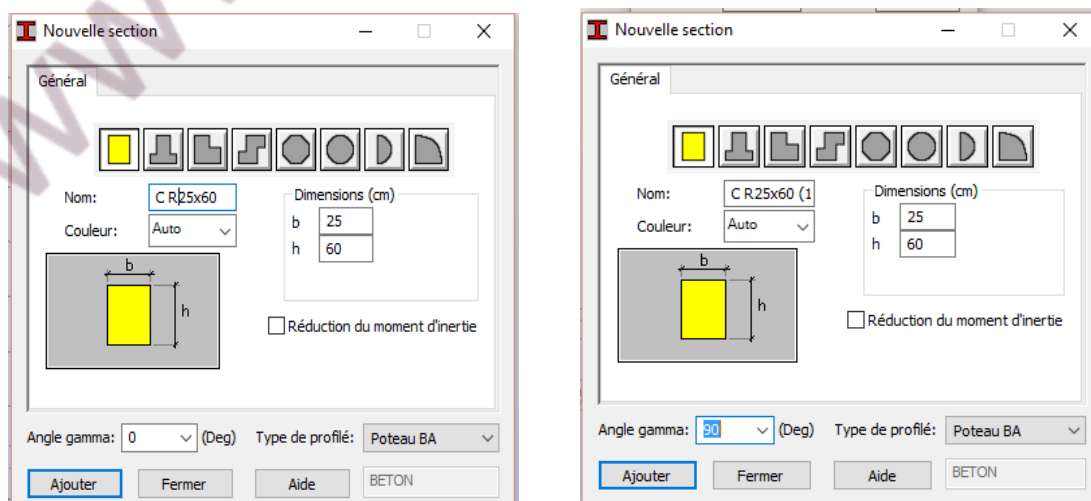 Nouvelle section
Général
Nom: C R25x60
Couleur: Auto
Dimensions (cm)
b 25
h 60
b
h
Réduction du moment d'inertie
Angle gamma: 0 (Deg) Type de profilé: Poteau BA
Ajouter Fermer Aide BETON
Nouvelle section
Général
Nom: C R25x60 (1
Couleur: Auto
Dimensions (cm)
b 25
h 60
b
h
Réduction du moment d'inertie
Angle gamma: 90 (Deg) Type de profilé: Poteau BA
Ajouter Fermer Aide BETON